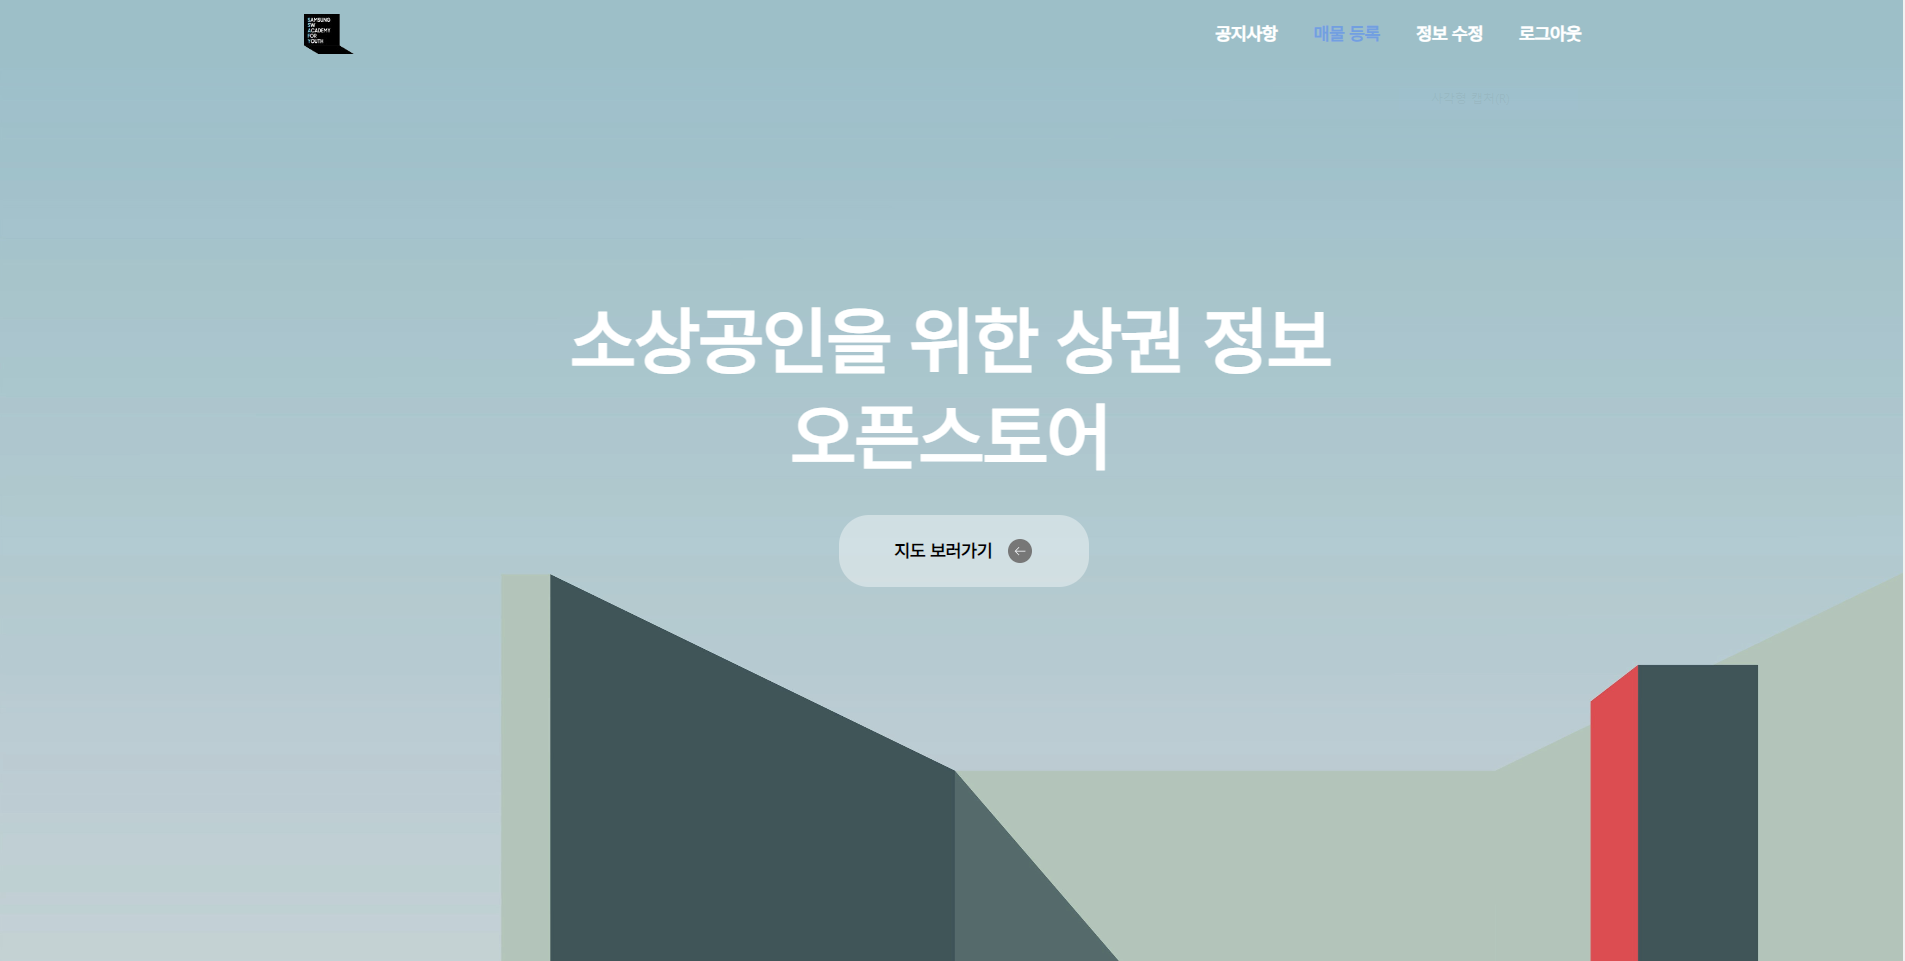 SAMSUNG
SW
ACADEMY
FOR
YOUTH
공지사항
매물 등록
정보 수정
로그아웃
소상공인을 위한 상권 정보
오픈스토어
지도 보러가기